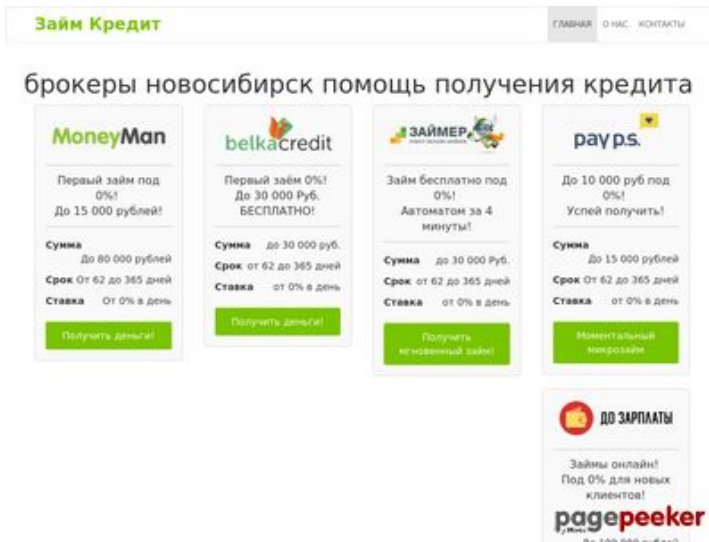 Займ Кредит
ГЛАВНАЯ О НАС КОНТАКТЫ
брокеры новосибирск помощь получения кредита
MoneyMan
Первый займ под
0%!
До 15 000 рублей!
Сумма
До 80 000 рублей
Срок От 62 до 365 дней
Ставка От 0% в день
Получить деньги!
belkacredit
Первый заём 0%!
До 30 000 Руб.
БЕСПЛАТНО!
Сумма до 30 000 руб.
Срок от 62 до 365 дней
Ставка от 0% в день
Получить деньги!
ЗАЙМЕР
Займ бесплатно под
0%!
Автоматом за 4
минуты!
Сумма до 30 000 Руб.
Срок от 62 до 365 дней
Ставка от 0% в день
Получить
мгновенный займ!
pay p.s.
До 10 000 руб под
0%!
Успей получить!
Сумма
До 15 000 рублей
Срок От 62 до 365 дней
Ставка От 0% в день
Моментальный
микрозайм
ДО ЗАРПЛАТЫ
Займы онлайн!
Под 0% для новых
клиентов!
pagepeeker
До 100 000 рублей